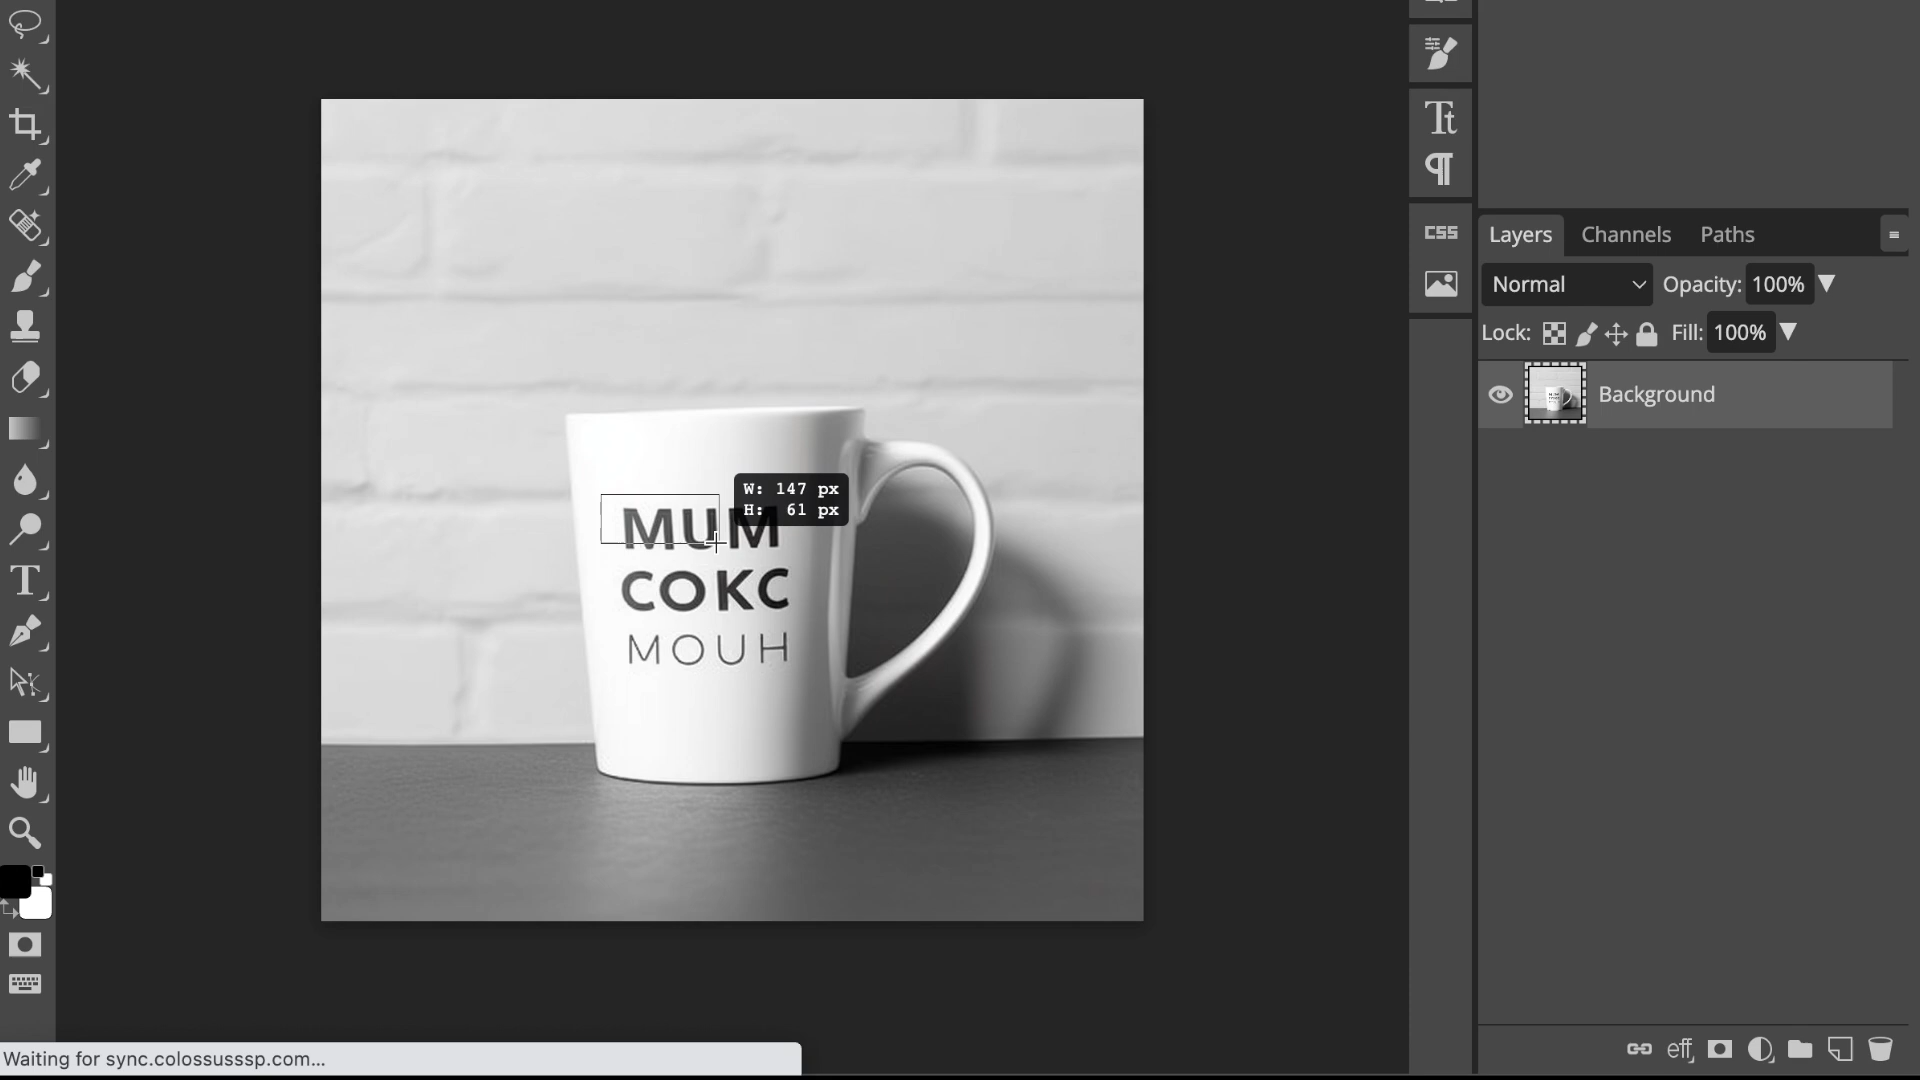 Layers Channels Paths
Normal Opacity: 100%
Lock: Fill: 100%
Background
CSS
W: 147 px
H: 61 px
MUM
COKC
MOUH
eff
Waiting for sync.colossusssp.com...